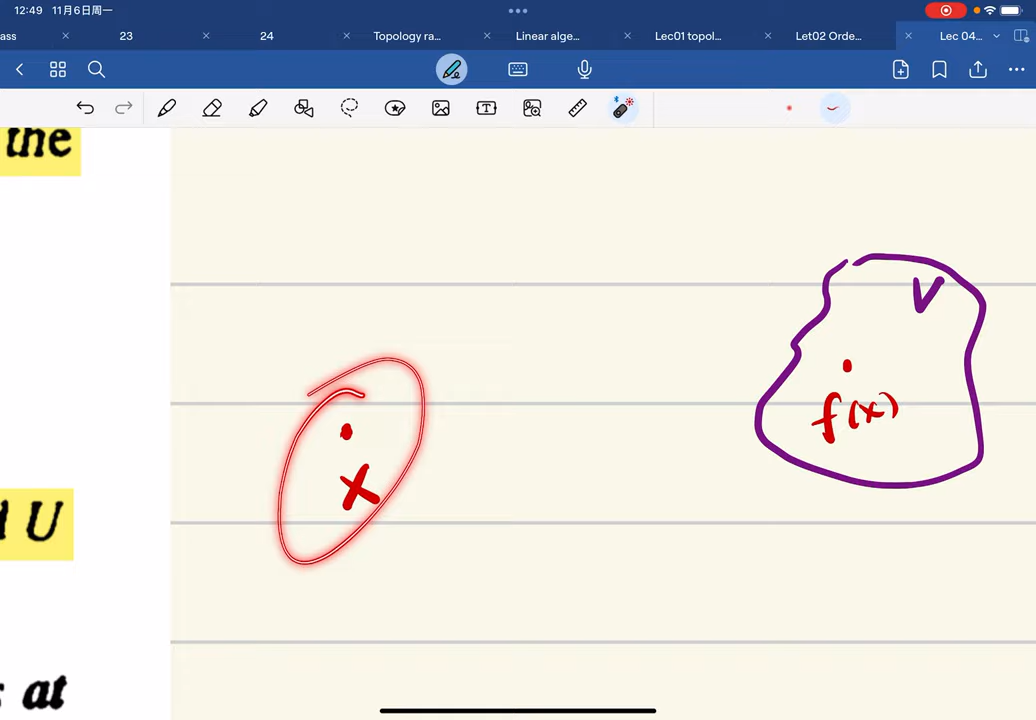 12:49 11月6日周一
ass 23 24 Topology ra... Linear alge... Lec01 topol... Let02 Orde... Lec 04...
the
V
f(x)
x
U
at